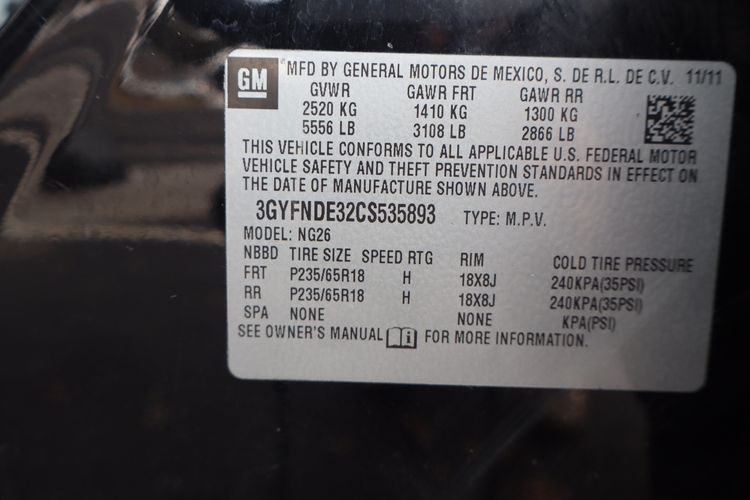 GM MFD BY GENERAL MOTORS DE MEXICO, S. DE R.L. DE C.V. 11/11
GVWR GAWR FRT GAWR RR
2520 KG 1410 KG 1300 KG
5556 LB 3108 LB 2866 LB
THIS VEHICLE CONFORMS TO ALL APPLICABLE U.S. FEDERAL MOTOR
VEHICLE SAFETY AND THEFT PREVENTION STANDARDS IN EFFECT ON
THE DATE OF MANUFACTURE SHOWN ABOVE.
3GYFNDE32CS535893 TYPE: M.P.V.
MODEL: NG26
NBBD TIRE SIZE SPEED RTG RIM COLD TIRE PRESSURE
FRT P235/65R18 H 18X8J 240KPA(35PSI)
RR P235/65R18 H 18X8J 240KPA(35PSI)
SPA NONE NONE KPA(PSI)
SEE OWNER'S MANUAL i FOR MORE INFORMATION.